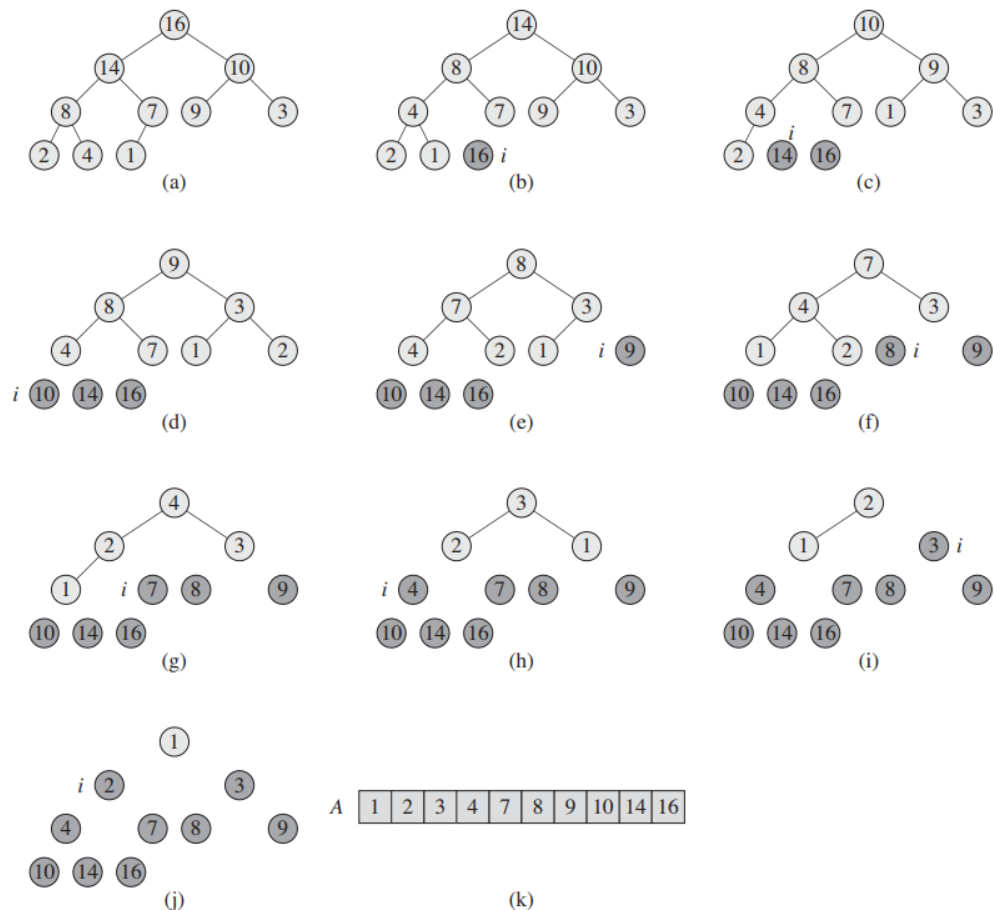 16 14 10
14 10 8 10 8 9
8 7 9 3 4 7 9 3 4 7 1 3
i
2 4 1 2 1 16 i 2 14 16
(a) (b) (c)
9 8 7
8 3 7 3 4 3
4 7 1 2 4 2 1 i 9 1 2 8 i 9
i 10 14 16 10 14 16 10 14 16
(d) (e) (f)
4 3 2
2 3 2 1 1 3 i
1 i 7 8 9 i 4 7 8 9 4 7 8 9
10 14 16 10 14 16 10 14 16
(g) (h) (i)
1
i 2 3
A 1 2 3 4 7 8 9 10 14 16
4 7 8 9
10 14 16
(j) (k)